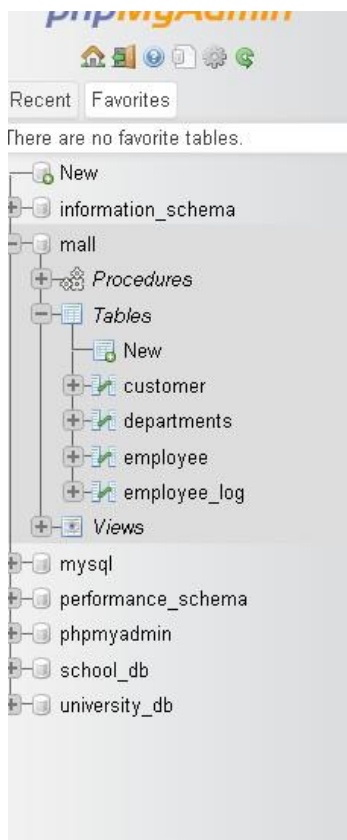 phpMyAdmin
Recent Favorites
There are no favorite tables.
New
information_schema
mall
Procedures
Tables
New
customer
departments
employee
employee_log
Views
mysql
performance_schema
phpmyadmin
school_db
university_db